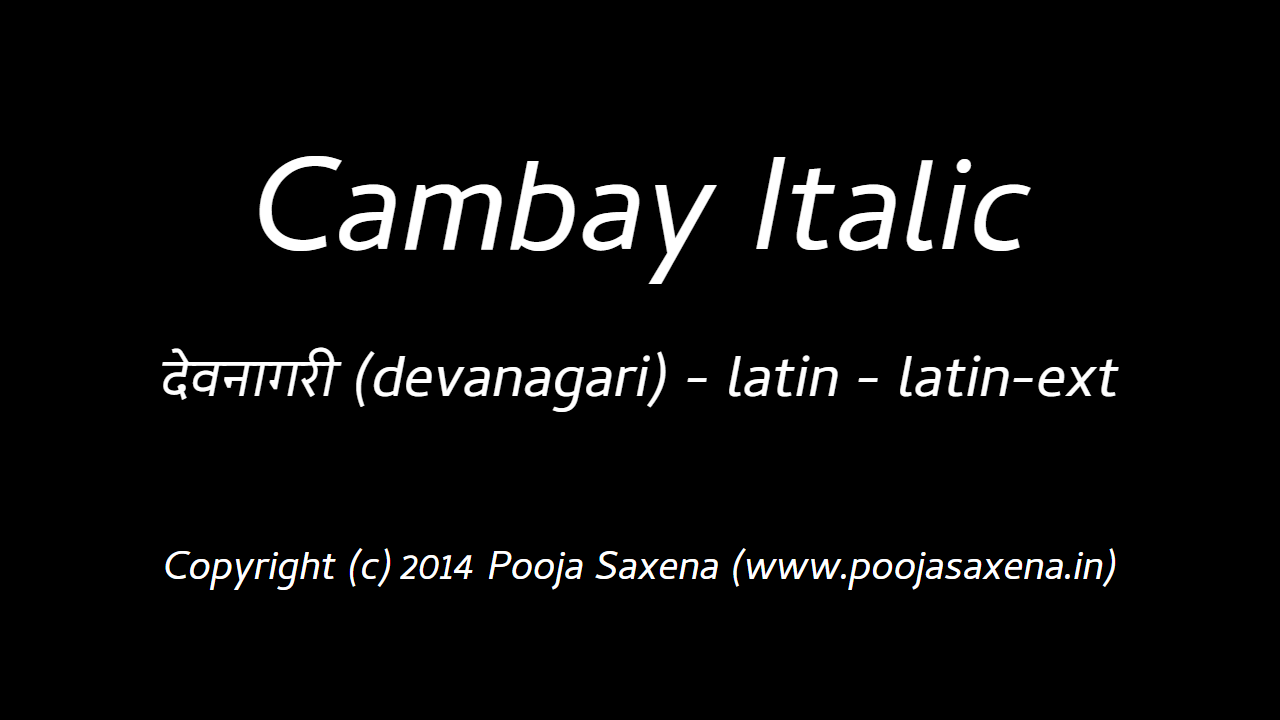 Cambay Italic
देवनागरी (devanagari) - latin - latin-ext
Copyright (c) 2014 Pooja Saxena (www.poojasaxena.in)